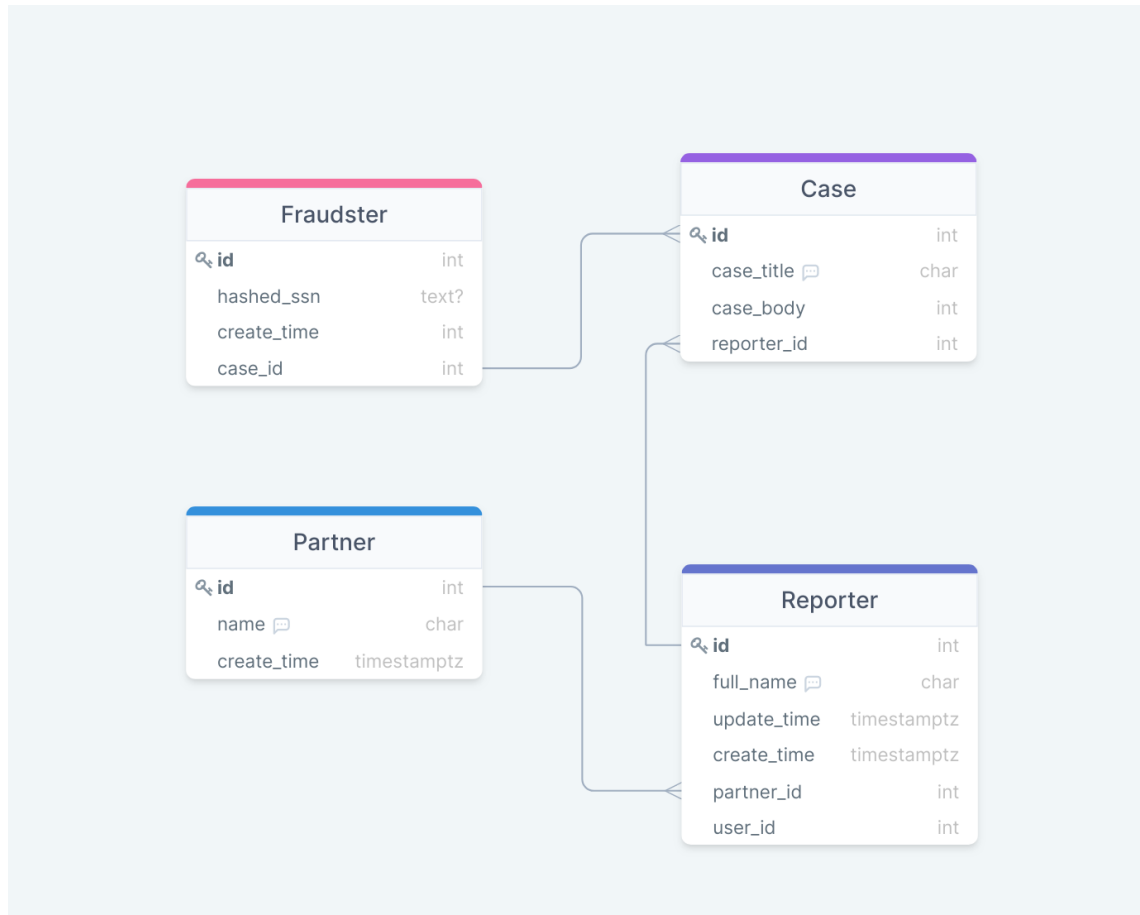 Fraudster
id int
hashed_ssn text?
create_time int
case_id int
Case
id int
case_title char
case_body int
reporter_id int
Partner
id int
name char
create_time timestamptz
Reporter
id int
full_name char
update_time timestamptz
create_time timestamptz
partner_id int
user_id int